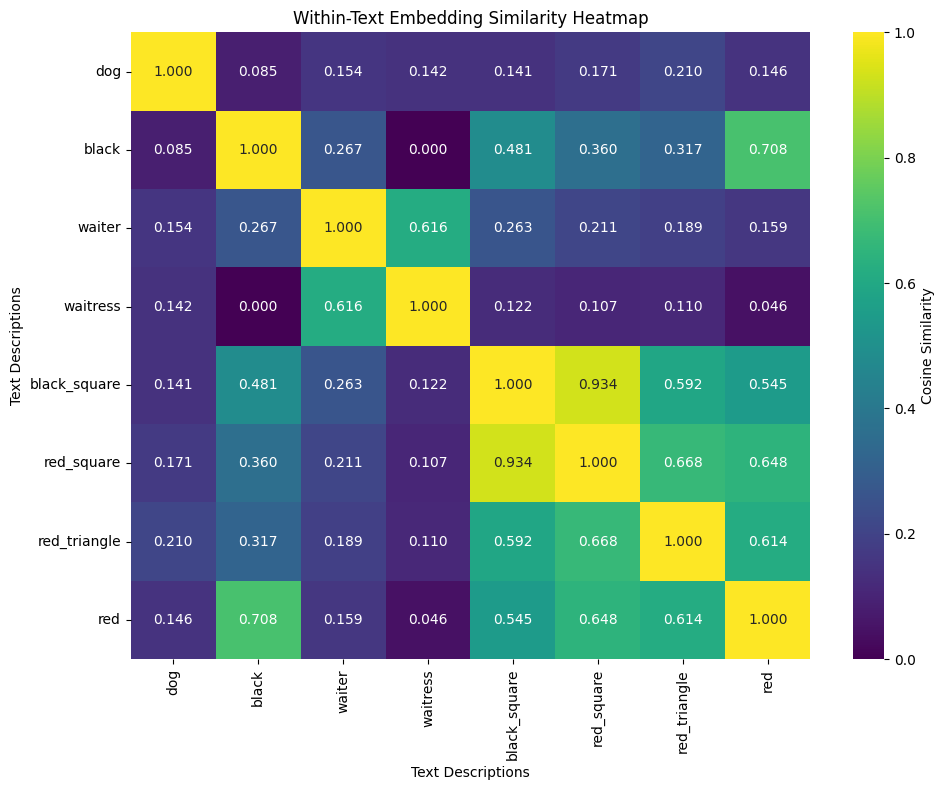 Within-Text Embedding Similarity Heatmap
dog 1.000 0.085 0.154 0.142 0.141 0.171 0.210 0.146
black 0.085 1.000 0.267 0.000 0.481 0.360 0.317 0.708
waiter 0.154 0.267 1.000 0.616 0.263 0.211 0.189 0.159
waitress 0.142 0.000 0.616 1.000 0.122 0.107 0.110 0.046
black_square 0.141 0.481 0.263 0.122 1.000 0.934 0.592 0.545
red_square 0.171 0.360 0.211 0.107 0.934 1.000 0.668 0.648
red_triangle 0.210 0.317 0.189 0.110 0.592 0.668 1.000 0.614
red 0.146 0.708 0.159 0.046 0.545 0.648 0.614 1.000
dog black waiter waitress black_square red_square red_triangle red
Text Descriptions
Text Descriptions
1.0
0.8
0.6
0.4
0.2
0.0
Cosine Similarity